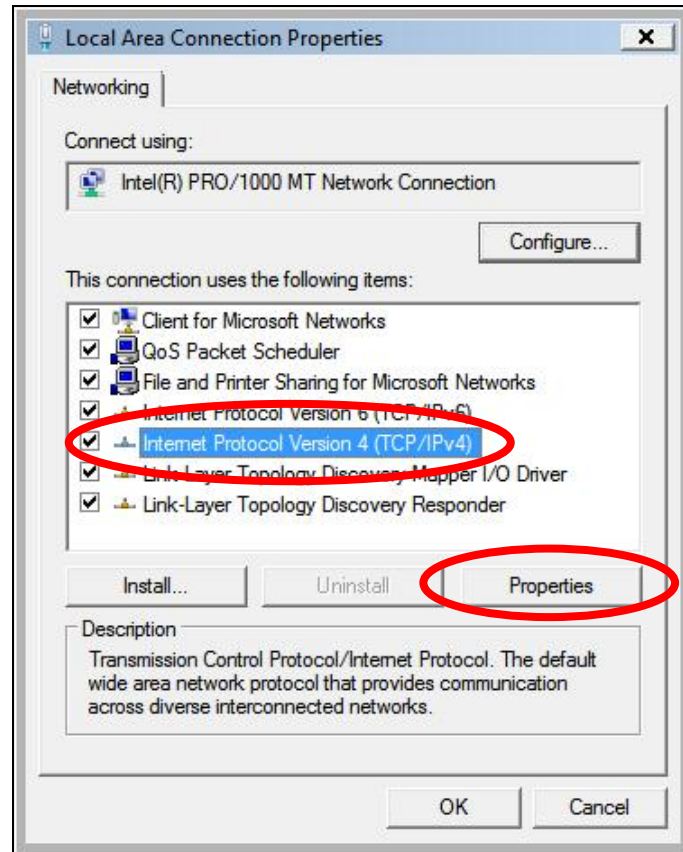 Local Area Connection Properties
Networking
Connect using:
Intel(R) PRO/1000 MT Network Connection
Configure...
This connection uses the following items:
Client for Microsoft Networks
QoS Packet Scheduler
File and Printer Sharing for Microsoft Networks
Internet Protocol Version 6 (TCP/IPv6)
Internet Protocol Version 4 (TCP/IPv4)
Link-Layer Topology Discovery Mapper I/O Driver
Link-Layer Topology Discovery Responder
Install... Uninstall Properties
Description
Transmission Control Protocol/Internet Protocol. The default
wide area network protocol that provides communication
across diverse interconnected networks.
OK Cancel